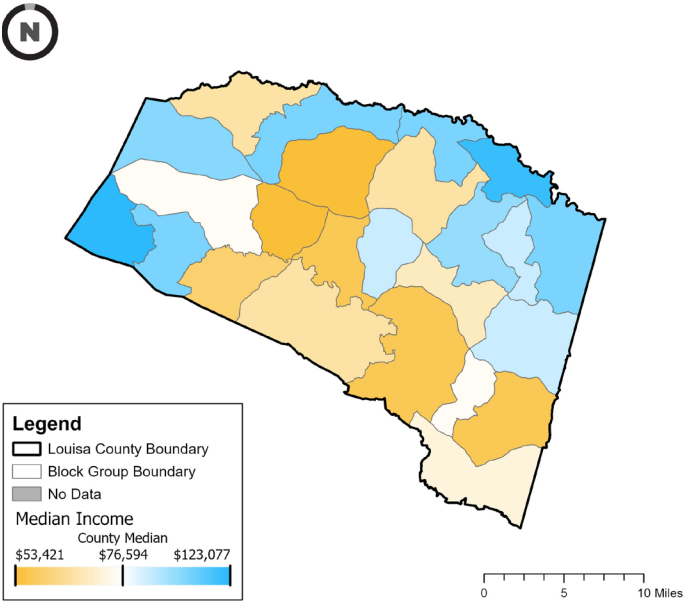 N
Legend
Louisa County Boundary
Block Group Boundary
No Data
Median Income
County Median
$53,421 $76,594 $123,077
0 5 10 Miles